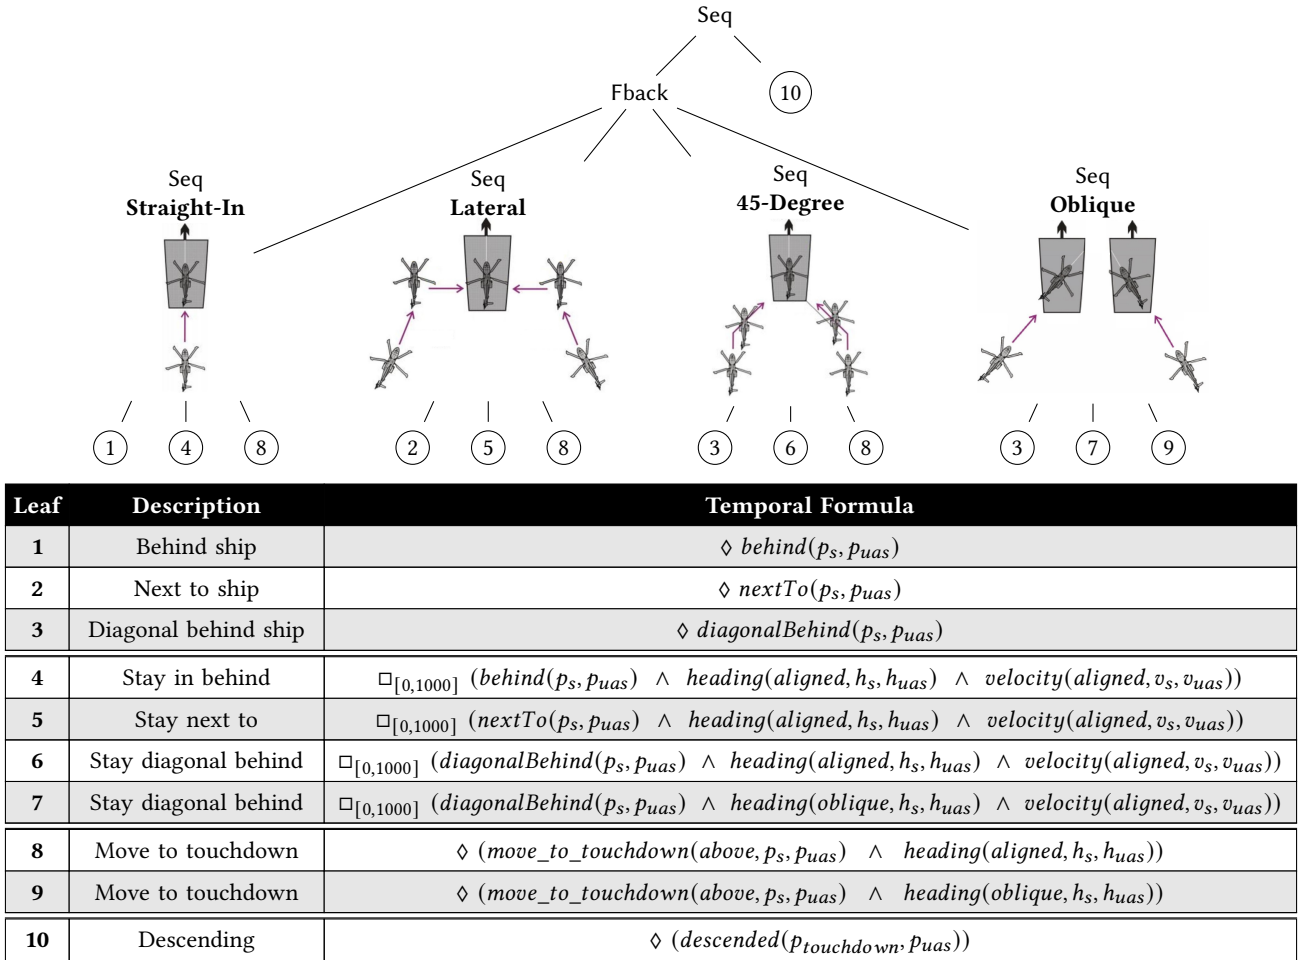 Seq
Fback
10
Seq
Straight-In
Seq
Lateral
Seq
45-Degree
Seq
Oblique
1 4 8 2 5 8 3 6 8 3 7 9
Leaf Description Temporal Formula
1 Behind ship ◊ behind(p_s, p_uas)
2 Next to ship ◊ nextTo(p_s, p_uas)
3 Diagonal behind ship ◊ diagonalBehind(p_s, p_uas)
4 Stay in behind □_[0,1000] (behind(p_s, p_uas) ∧ heading(aligned, h_s, h_uas) ∧ velocity(aligned, v_s, v_uas))
5 Stay next to □_[0,1000] (nextTo(p_s, p_uas) ∧ heading(aligned, h_s, h_uas) ∧ velocity(aligned, v_s, v_uas))
6 Stay diagonal behind □_[0,1000] (diagonalBehind(p_s, p_uas) ∧ heading(aligned, h_s, h_uas) ∧ velocity(aligned, v_s, v_uas))
7 Stay diagonal behind □_[0,1000] (diagonalBehind(p_s, p_uas) ∧ heading(oblique, h_s, h_uas) ∧ velocity(aligned, v_s, v_uas))
8 Move to touchdown ◊ (move_to_touchdown(above, p_s, p_uas) ∧ heading(aligned, h_s, h_uas))
9 Move to touchdown ◊ (move_to_touchdown(above, p_s, p_uas) ∧ heading(oblique, h_s, h_uas))
10 Descending ◊ (descended(p_touchdown, p_uas))